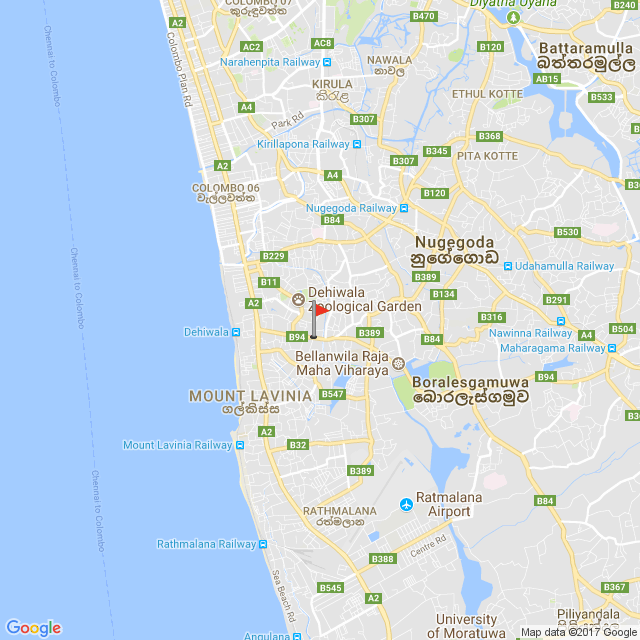 COLOMBO 07
කුරුඳුවත්ත
B470
Diyatha Uyana
B240
A2
AC2
AC8
Narahenpita Railway
NAWALA
නාවල
B120
Battaramulla
බත්තරමුල්ල
AB15
B533
Colombo Plan Rd
KIRULA
කිරුළ
ETHUL KOTTE
A4
Park Rd
B307
B368
Kirillapona Railway
B345
B307
PITA KOTTE
A2
A4
COLOMBO 06
වැල්ලවත්ත
B120
B47
Nugegoda Railway
B84
B530
Nugegoda
නුගේගොඩ
B229
Udahamulla Railway
B389
B11
Dehiwala
Zoological Garden
B134
B291
A2
B316
Dehiwala
B94
B389
B84
Nawinna Railway
B64
Maharagama Railway
Bellanwila Raja
Maha Viharaya
B94
Boralesgamuwa
බොරලැස්ගමුව
MOUNT LAVINIA
ගල්කිස්ස
B547
A2
Mount Lavinia Railway
B32
B389
Ratmalana
Airport
B84
RATHMALANA
රත්මලාන
Rathmalana Railway
Centre Rd
B388
Sea Beach Rd
B545
B367
A2
Piliyandala
University
of Moratuwa
Angulana
Chennai to Colombo
Chennai to Colombo
Chennai to Colombo
Google
Map data ©2017 Google